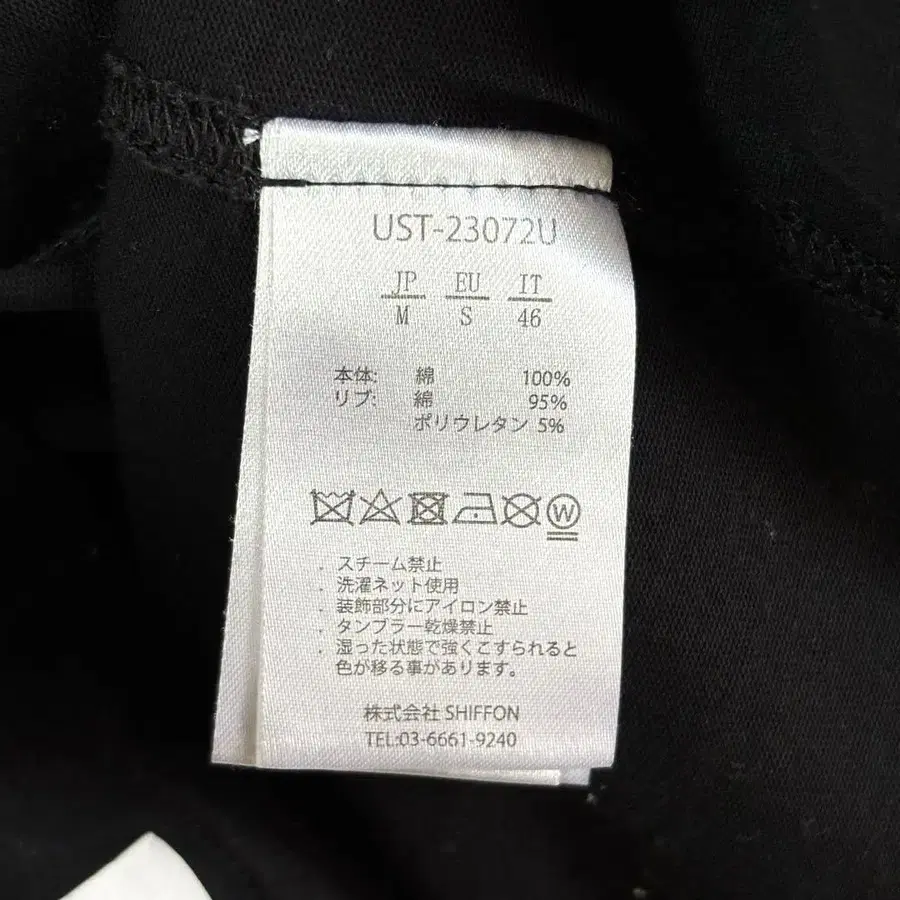 UST-23072U
JP EU IT
M S 46
本体: 綿 100%
リブ: 綿 95%
ポリウレタン 5%
W
. スチーム禁止
. 洗濯ネット使用
. 装飾部分にアイロン禁止
. タンブラー乾燥禁止
. 湿った状態で強くこすられると
色が移る事があります。
株式会社 SHIFFON
TEL:03-6661-9240